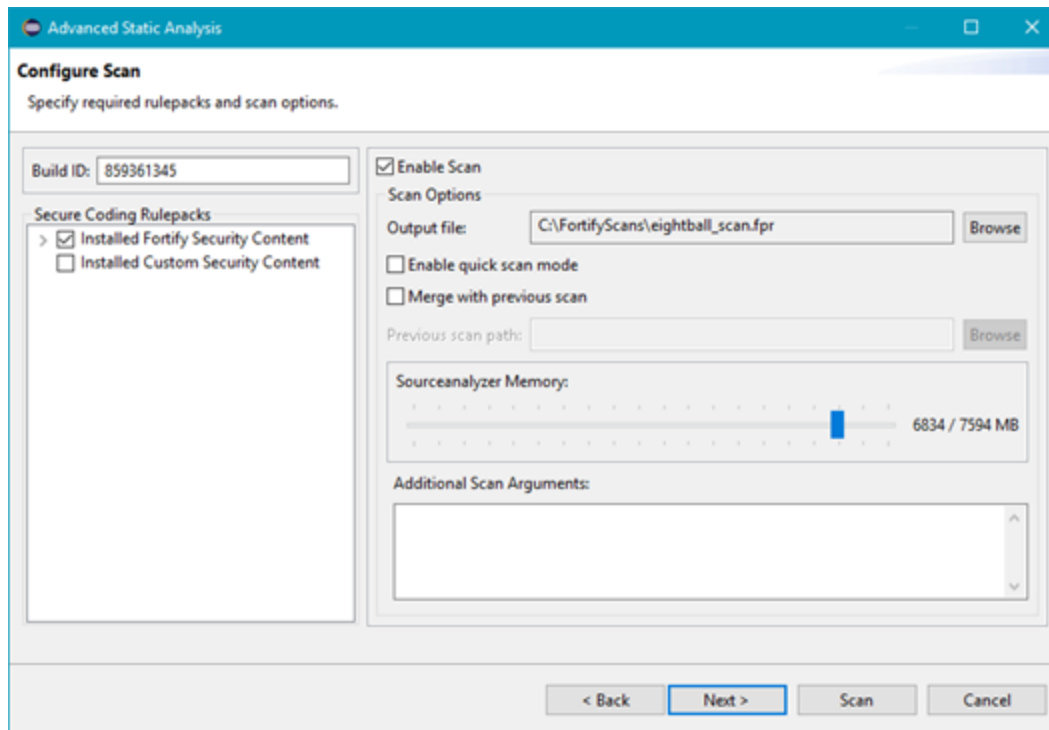 Advanced Static Analysis
Configure Scan
Specify required rulepacks and scan options.
Build ID: 859361345
Secure Coding Rulepacks
Installed Fortify Security Content
Installed Custom Security Content
Enable Scan
Scan Options
Output file: C:\FortifyScans\eightball_scan.fpr Browse
Enable quick scan mode
Merge with previous scan
Previous scan path: Browse
Sourceanalyzer Memory:
6834 / 7594 MB
Additional Scan Arguments:
< Back Next > Scan Cancel